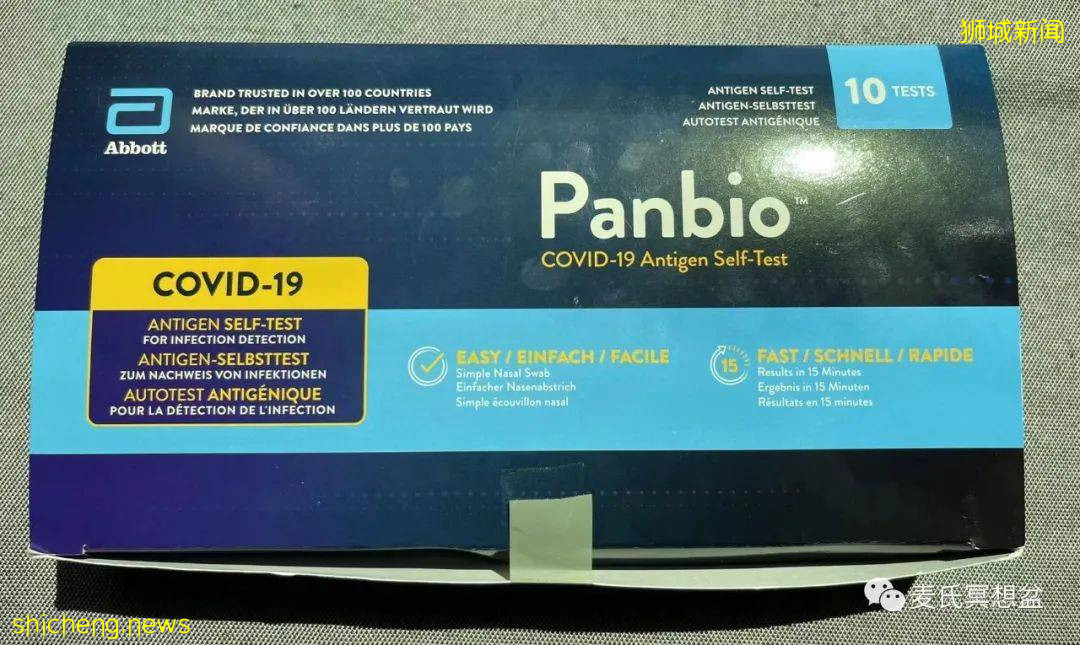 狮城新闻
Abbott
BRAND TRUSTED IN OVER 100 COUNTRIES
MARKE, DER IN ÜBER 100 LÄNDERN VERTRAUT WIRD
MARQUE DE CONFIANCE DANS PLUS DE 100 PAYS
ANTIGEN SELF-TEST
ANTIGEN-SELBSTTEST
AUTOTEST ANTIGÉNIQUE
10 TESTS
Panbio™
COVID-19 Antigen Self-Test
COVID-19
ANTIGEN SELF-TEST
FOR INFECTION DETECTION
ANTIGEN-SELBSTTEST
ZUM NACHWEIS VON INFEKTIONEN
AUTOTEST ANTIGÉNIQUE
POUR LA DÉTECTION DE L'INFECTION
EASY / EINFACH / FACILE
Simple Nasal Swab
Einfacher Nasenabstrich
Simple écouvillon nasal
15
FAST / SCHNELL / RAPIDE
Results in 15 Minutes
Ergebnis in 15 Minuten
Résultats en 15 minutes
麦氏冥想盆
shicheng.news